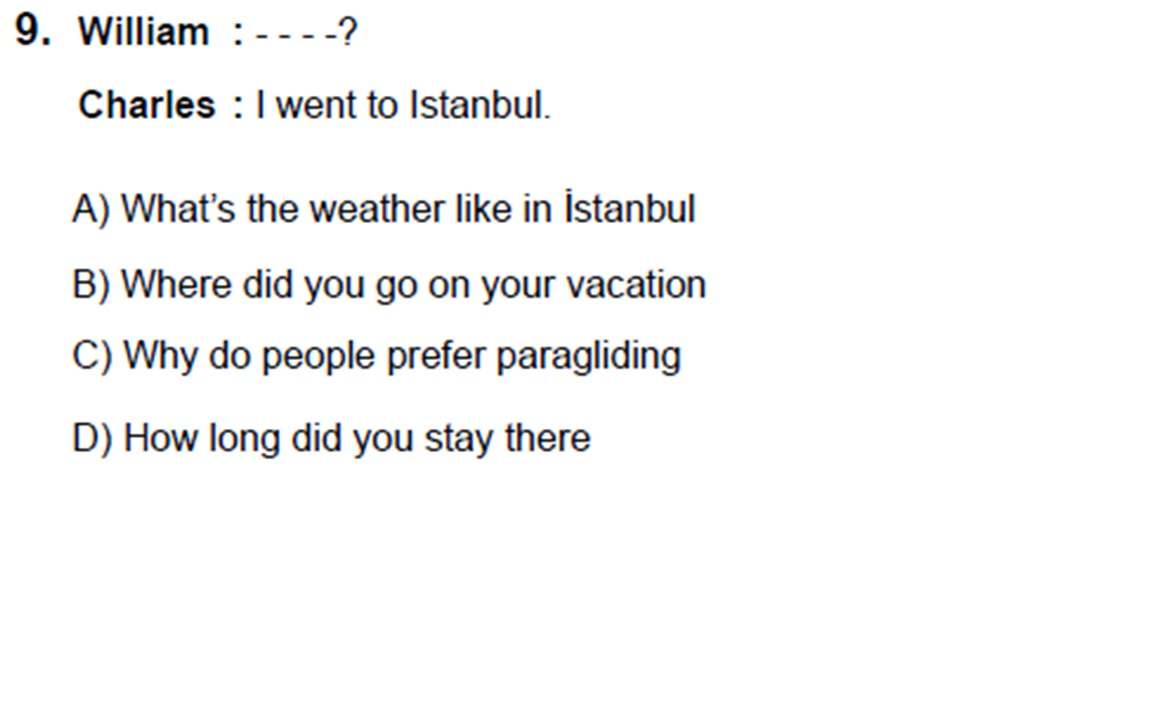 9. William : - - - -?
Charles : I went to Istanbul.
A) What’s the weather like in İstanbul
B) Where did you go on your vacation
C) Why do people prefer paragliding
D) How long did you stay there